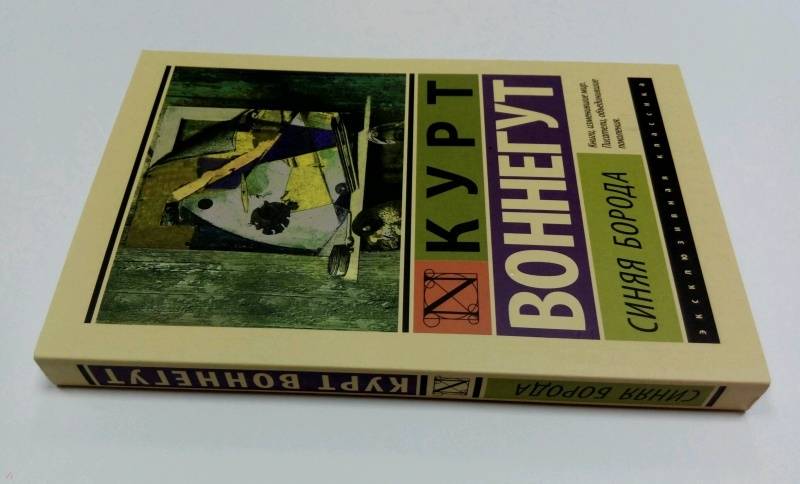 КУРТ
ВОННЕГУТ
СИНЯЯ БОРОДА
Книги, изменившие мир.
Писатели, объединившие
поколения.
эксклюзивная классика
КУРТ ВОННЕГУТ
СИНЯЯ БОРОДА